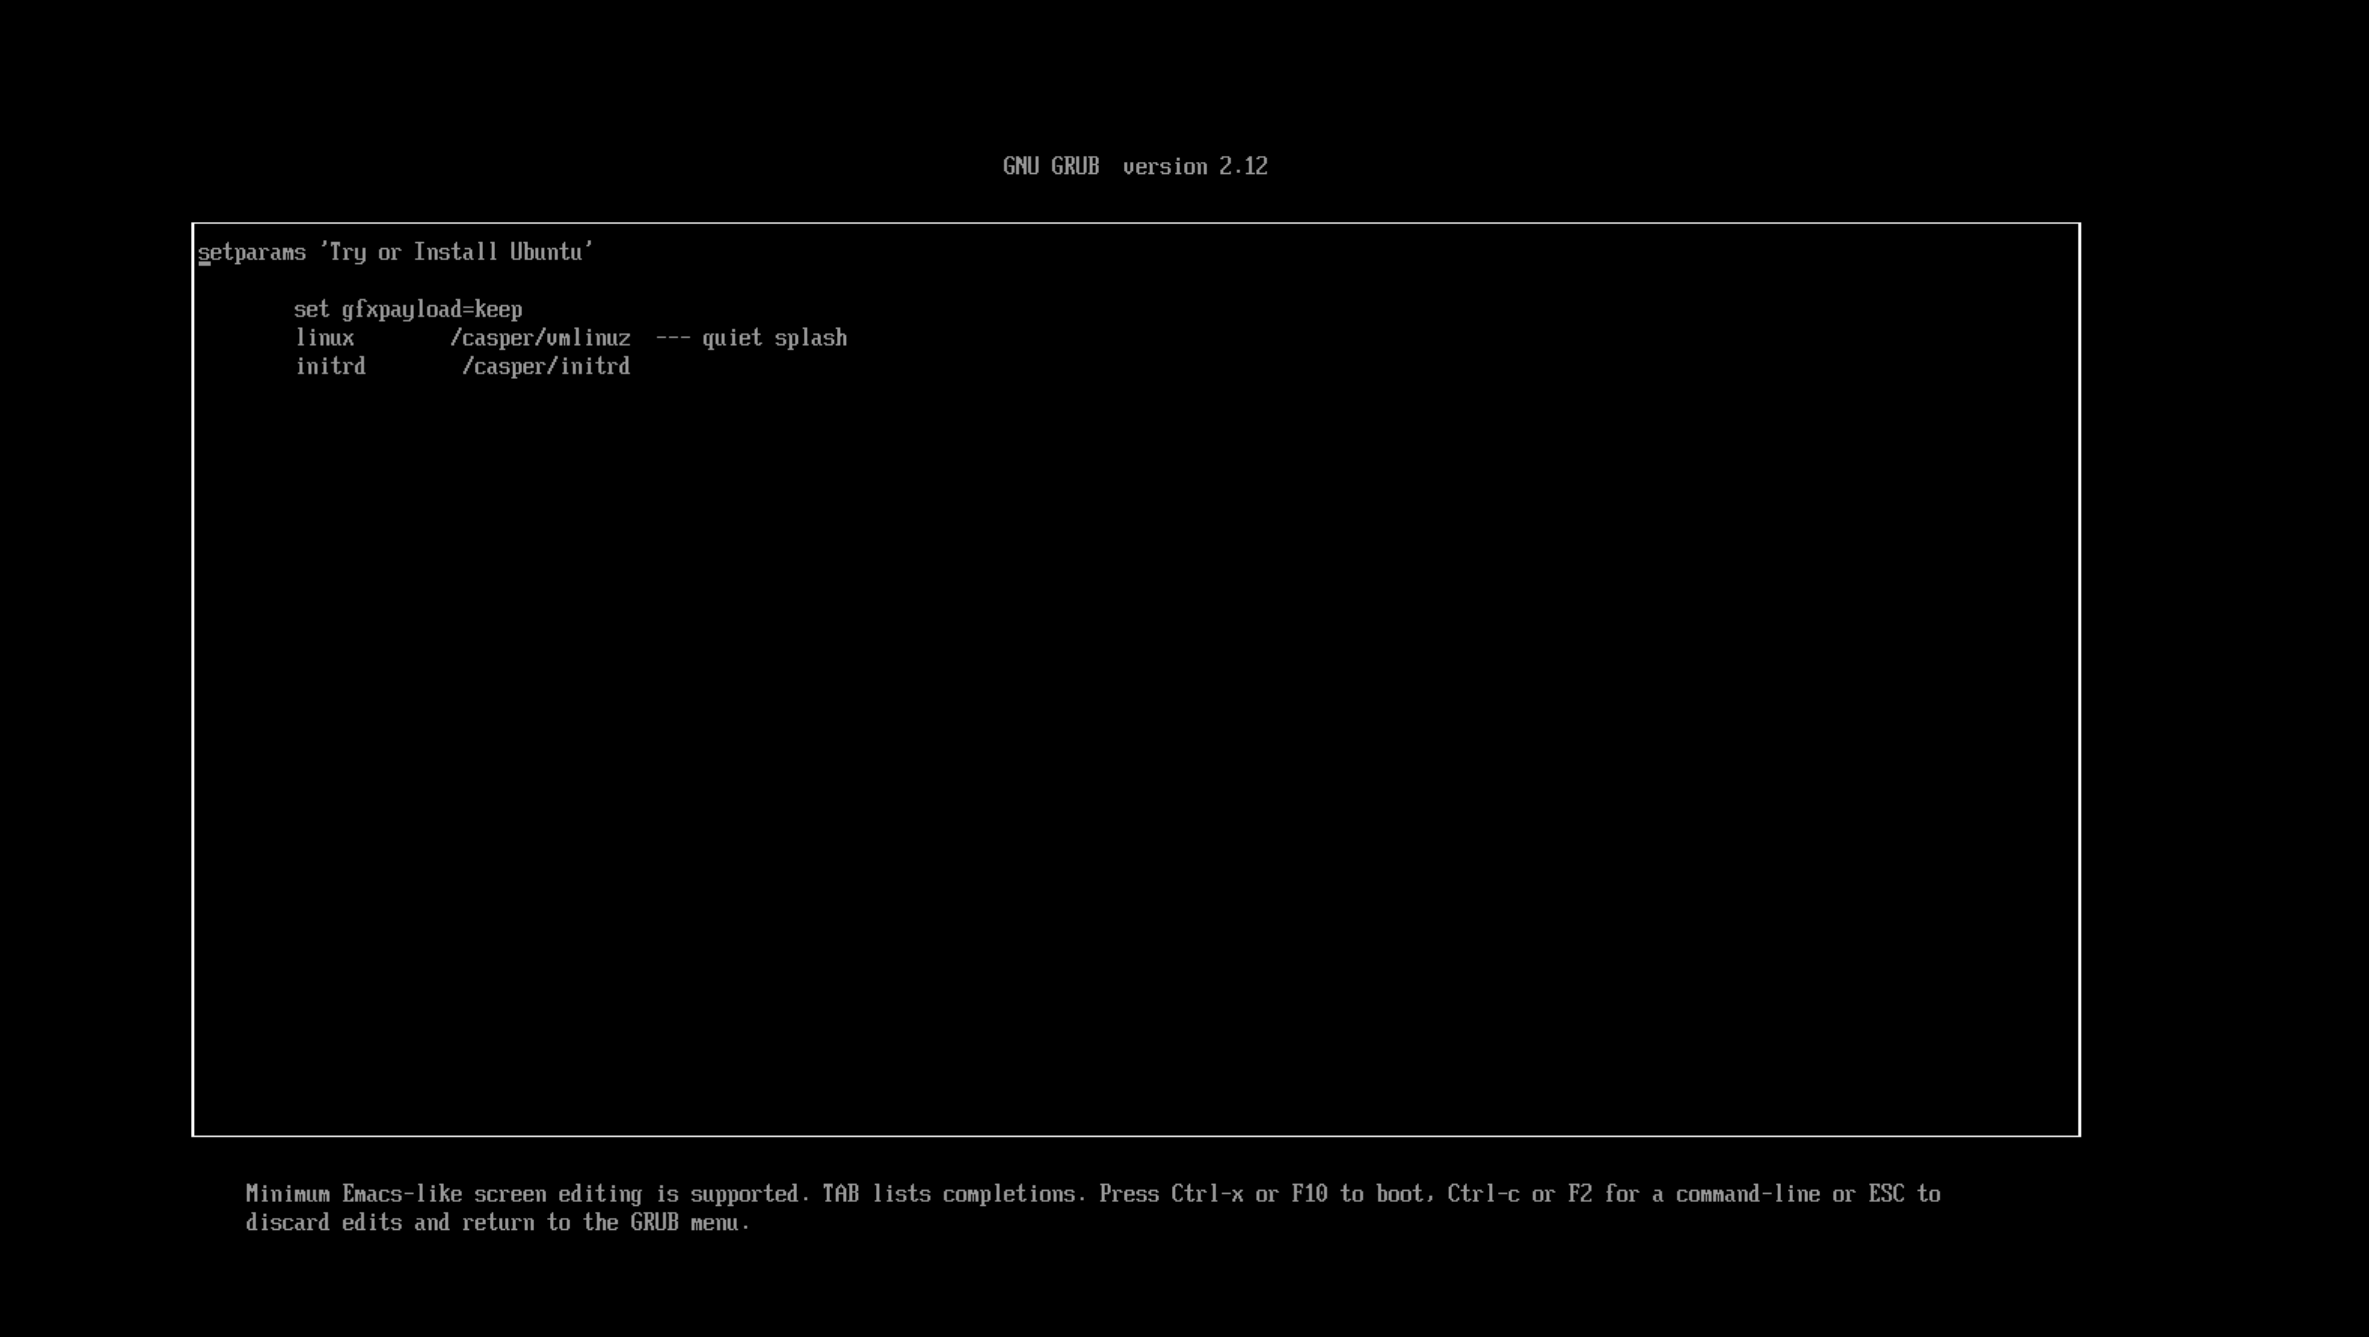 GNU GRUB  version 2.12
setparams 'Try or Install Ubuntu'
set gfxpayload=keep
linux        /casper/vmlinuz  --- quiet splash
initrd        /casper/initrd
Minimum Emacs-like screen editing is supported. TAB lists completions. Press Ctrl-x or F10 to boot, Ctrl-c or F2 for a command-line or ESC to
discard edits and return to the GRUB menu.